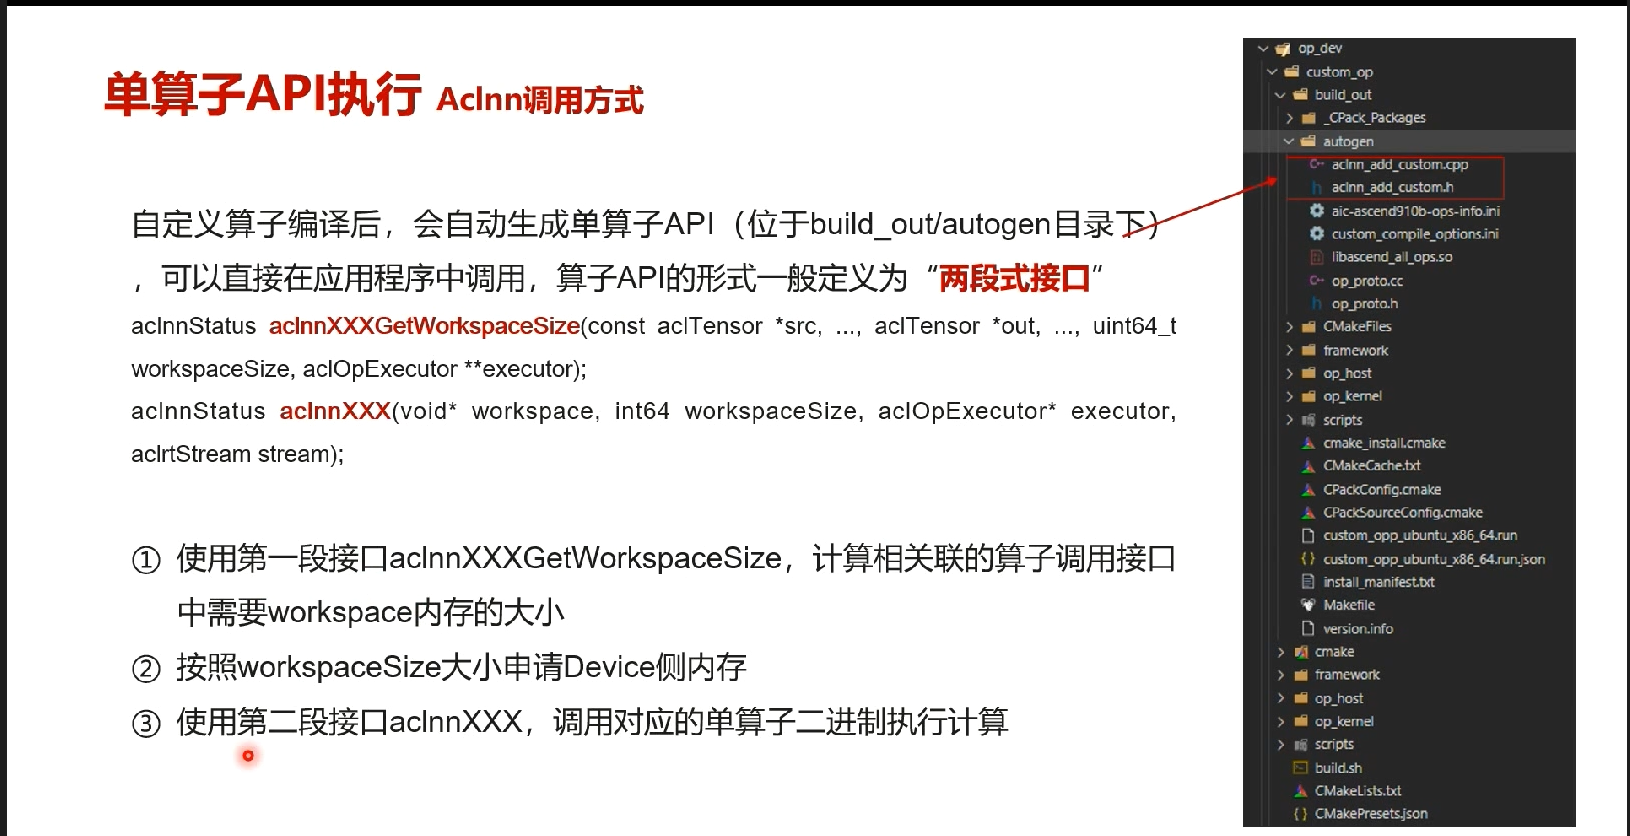 单算子API执行 Aclnn调用方式
自定义算子编译后，会自动生成单算子API（位于build_out/autogen目录下）
，可以直接在应用程序中调用，算子API的形式一般定义为“两段式接口”
aclnnStatus aclnnXXXGetWorkspaceSize(const aclTensor *src, ..., aclTensor *out, ..., uint64_t
workspaceSize, aclOpExecutor **executor);
aclnnStatus aclnnXXX(void* workspace, int64 workspaceSize, aclOpExecutor* executor,
aclrtStream stream);
① 使用第一段接口aclnnXXXGetWorkspaceSize，计算相关联的算子调用接口
中需要workspace内存的大小
② 按照workspaceSize大小申请Device侧内存
③ 使用第二段接口aclnnXXX，调用对应的单算子二进制执行计算
op_dev
custom_op
build_out
_CPack_Packages
autogen
aclnn_add_custom.cpp
aclnn_add_custom.h
aic-ascend910b-ops-info.ini
custom_compile_options.ini
libascend_all_ops.so
op_proto.cc
op_proto.h
CMakeFiles
framework
op_host
op_kernel
scripts
cmake_install.cmake
CMakeCache.txt
CPackConfig.cmake
CPackSourceConfig.cmake
custom_opp_ubuntu_x86_64.run
custom_opp_ubuntu_x86_64.run.json
install_manifest.txt
Makefile
version.info
cmake
framework
op_host
op_kernel
scripts
build.sh
CMakeLists.txt
CMakePresets.json